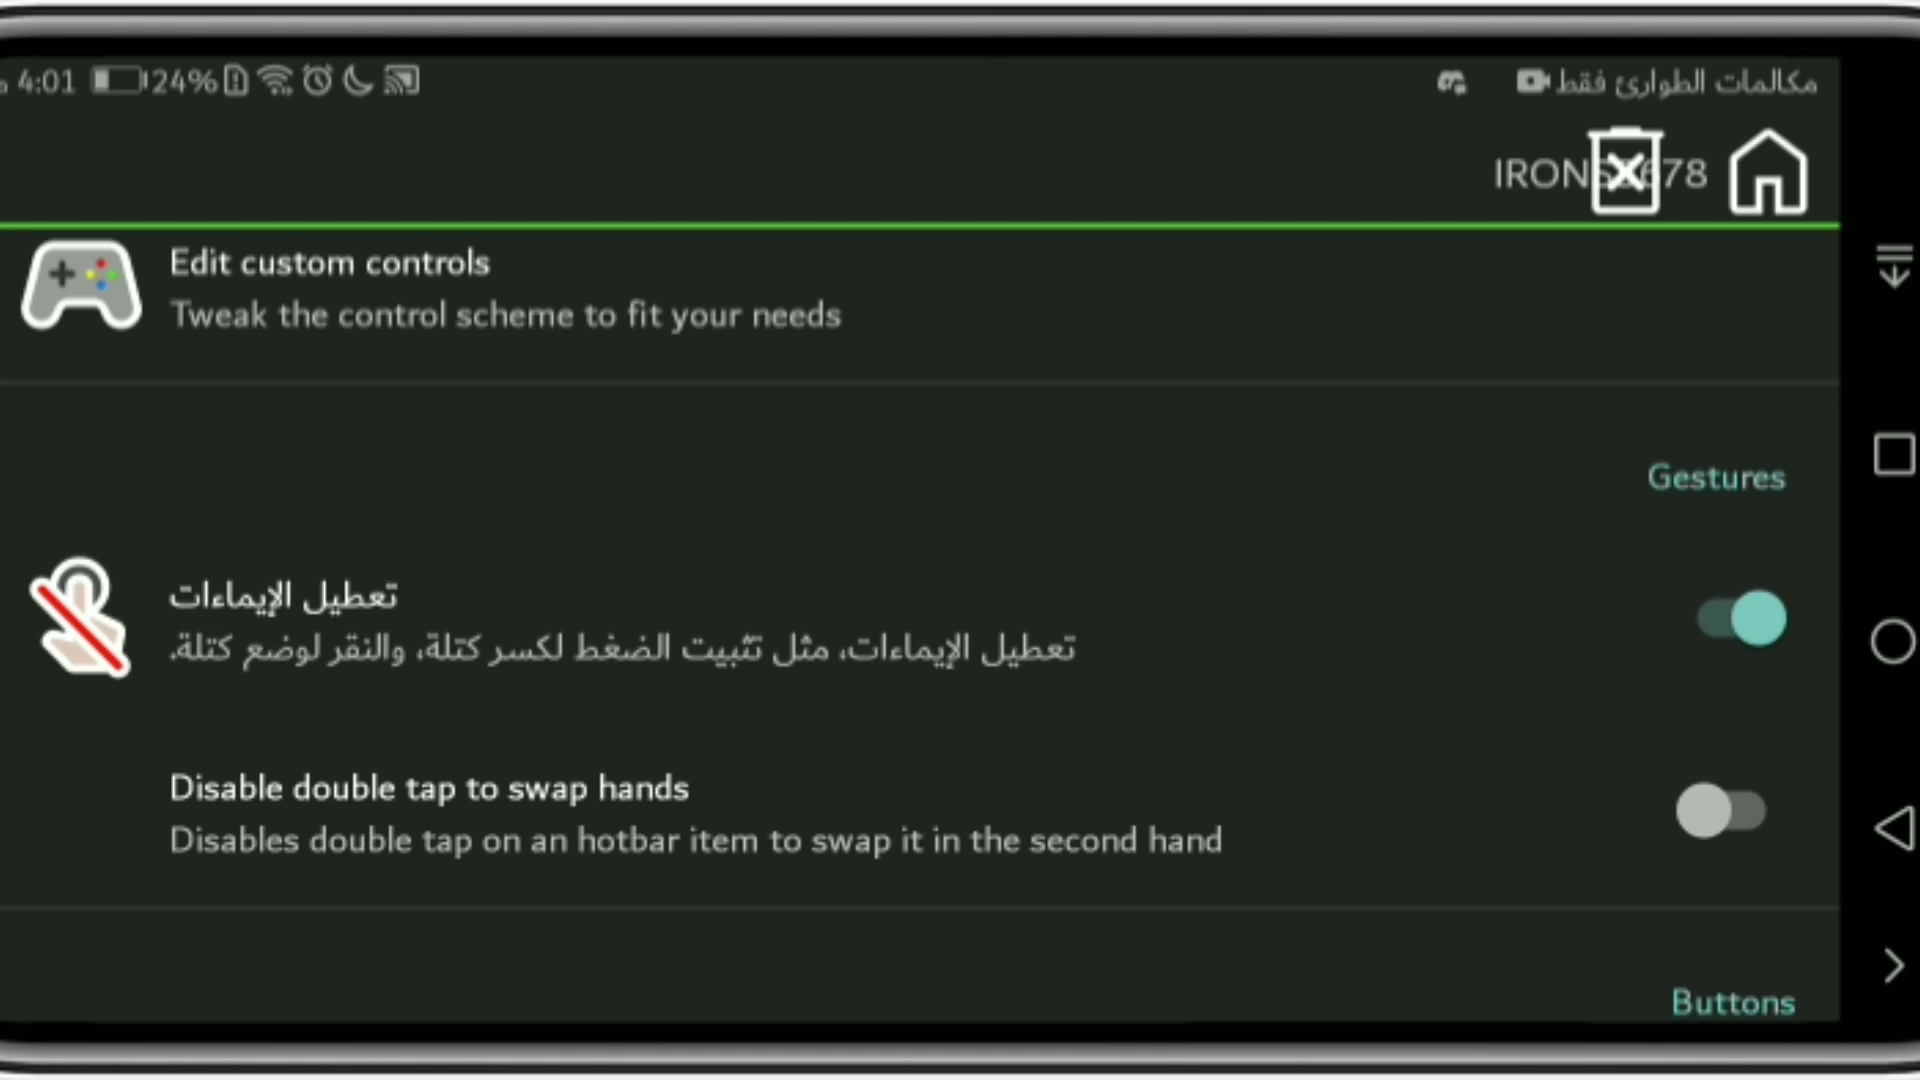 4:01
24%
مكالمات الطوارئ فقط
Edit custom controls
Tweak the control scheme to fit your needs
Gestures
تعطيل الإيماءات
تعطيل الإيماءات، مثل تثبيت الضغط لكسر كتلة، والنقر لوضع كتلة.
Disable double tap to swap hands
Disables double tap on an hotbar item to swap it in the second hand
Buttons